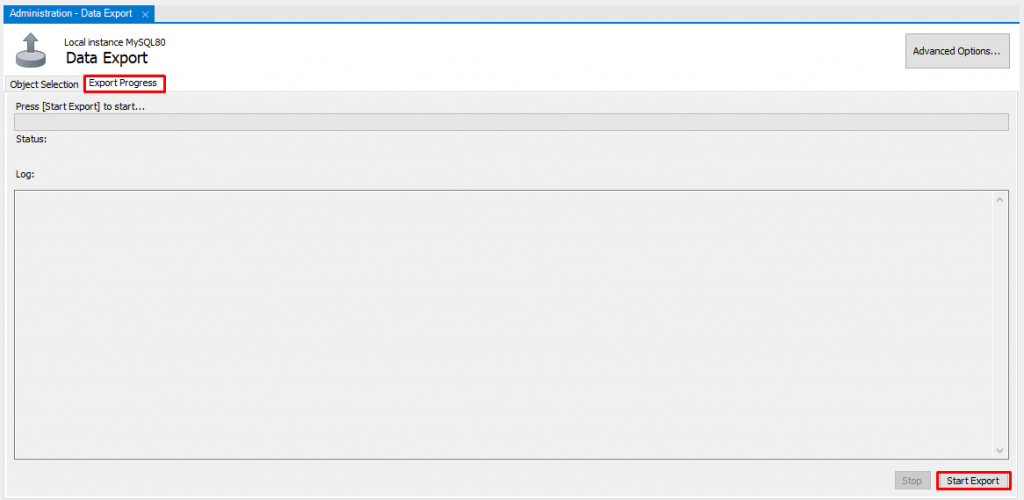 Administration - Data Export
Local instance MySQL80
Data Export
Advanced Options...
Object Selection
Export Progress
Press [Start Export] to start...
Status:
Log:
Stop
Start Export